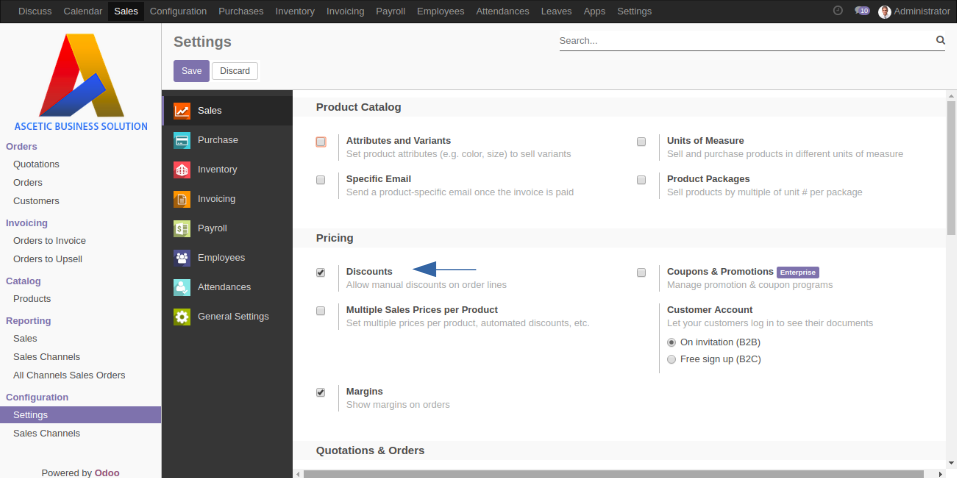 Discuss Calendar Sales Configuration Purchases Inventory Invoicing Payroll Employees Attendances Leaves Apps Settings 10 Administrator
ASCETIC BUSINESS SOLUTION
Orders
Quotations
Orders
Customers
Invoicing
Orders to Invoice
Orders to Upsell
Catalog
Products
Reporting
Sales
Sales Channels
All Channels Sales Orders
Configuration
Settings
Sales Channels
Powered by Odoo
Settings
Search...
Save Discard
Sales
Purchase
Inventory
Invoicing
Payroll
Employees
Attendances
General Settings
Product Catalog
Attributes and Variants
Set product attributes (e.g. color, size) to sell variants
Units of Measure
Sell and purchase products in different units of measure
Specific Email
Send a product-specific email once the invoice is paid
Product Packages
Sell products by multiple of unit # per package
Pricing
Discounts
Allow manual discounts on order lines
Coupons & Promotions Enterprise
Manage promotion & coupon programs
Multiple Sales Prices per Product
Set multiple prices per product, automated discounts, etc.
Customer Account
Let your customers log in to see their documents
On invitation (B2B)
Free sign up (B2C)
Margins
Show margins on orders
Quotations & Orders